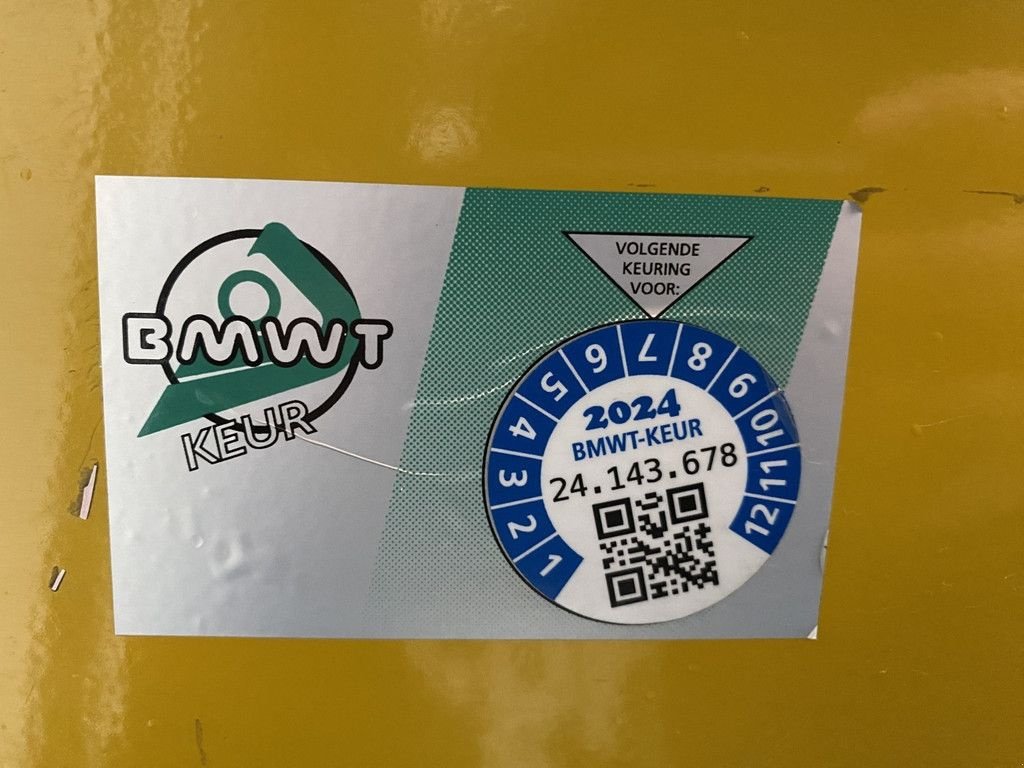 BMWT
KEUR
VOLGENDE
KEURING
VOOR:
1 2 3 4 5 6 7 8 9 10 11 12
2024
BMWT-KEUR
24.143.678